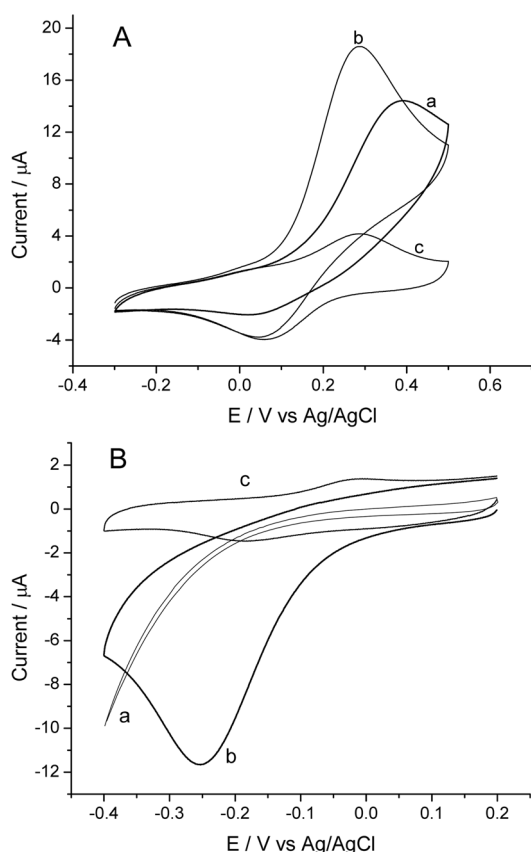 A
20
16
12
8
4
0
-4
b
a
c
Current / μA
-0.4 -0.2 0.0 0.2 0.4 0.6
E / V vs Ag/AgCl
B
2
0
-2
-4
-6
-8
-10
-12
c
a
b
Current / μA
-0.4 -0.3 -0.2 -0.1 0.0 0.1 0.2
E / V vs Ag/AgCl